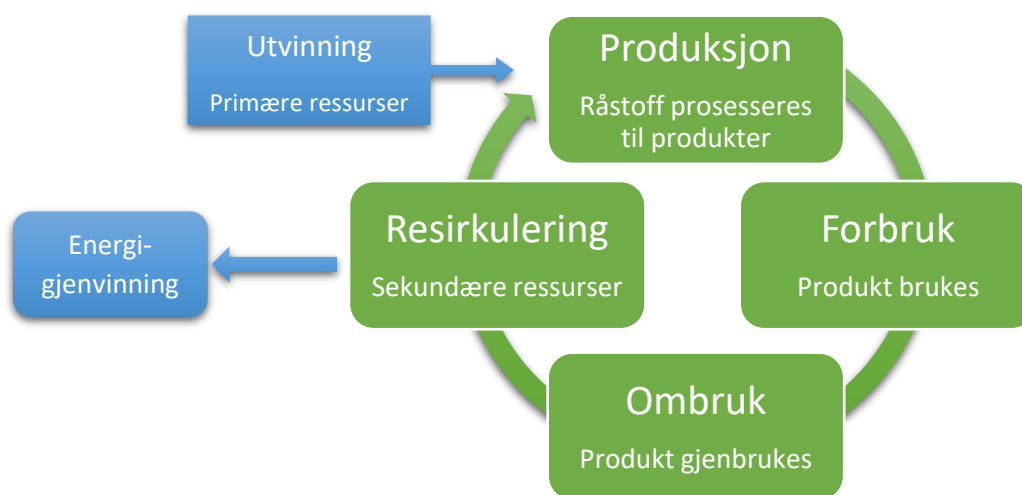 Utvinning
Primære ressurser
Produksjon
Råstoff prosesseres
til produkter
Energi-
gjenvinning
Resirkulering
Sekundære ressurser
Forbruk
Produkt brukes
Ombruk
Produkt gjenbrukes